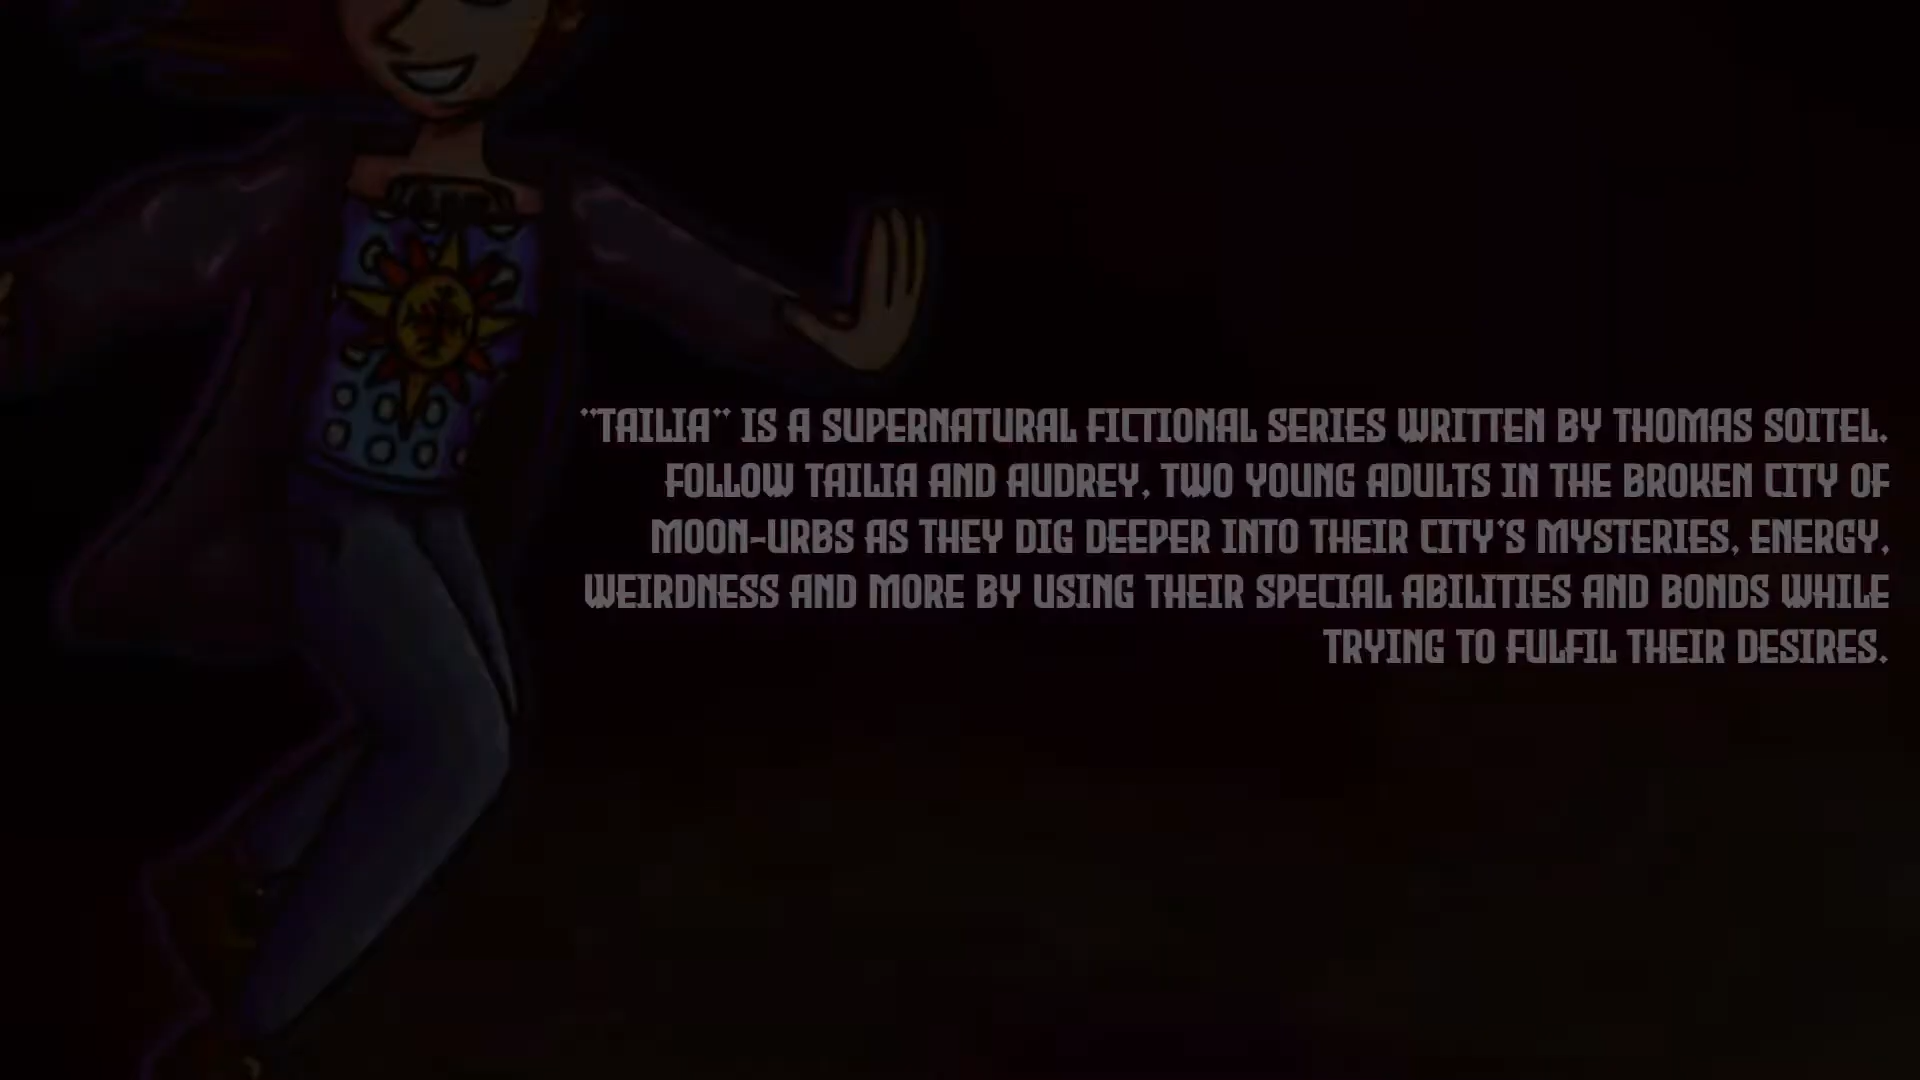 "TAILIA" IS A SUPERNATURAL FICTIONAL SERIES WRITTEN BY THOMAS SOITEL.
FOLLOW TAILIA AND AUDREY, TWO YOUNG ADULTS IN THE BROKEN CITY OF
MOON-URBS AS THEY DIG DEEPER INTO THEIR CITY'S MYSTERIES, ENERGY,
WEIRDNESS AND MORE BY USING THEIR SPECIAL ABILITIES AND BONDS WHILE
TRYING TO FULFIL THEIR DESIRES.